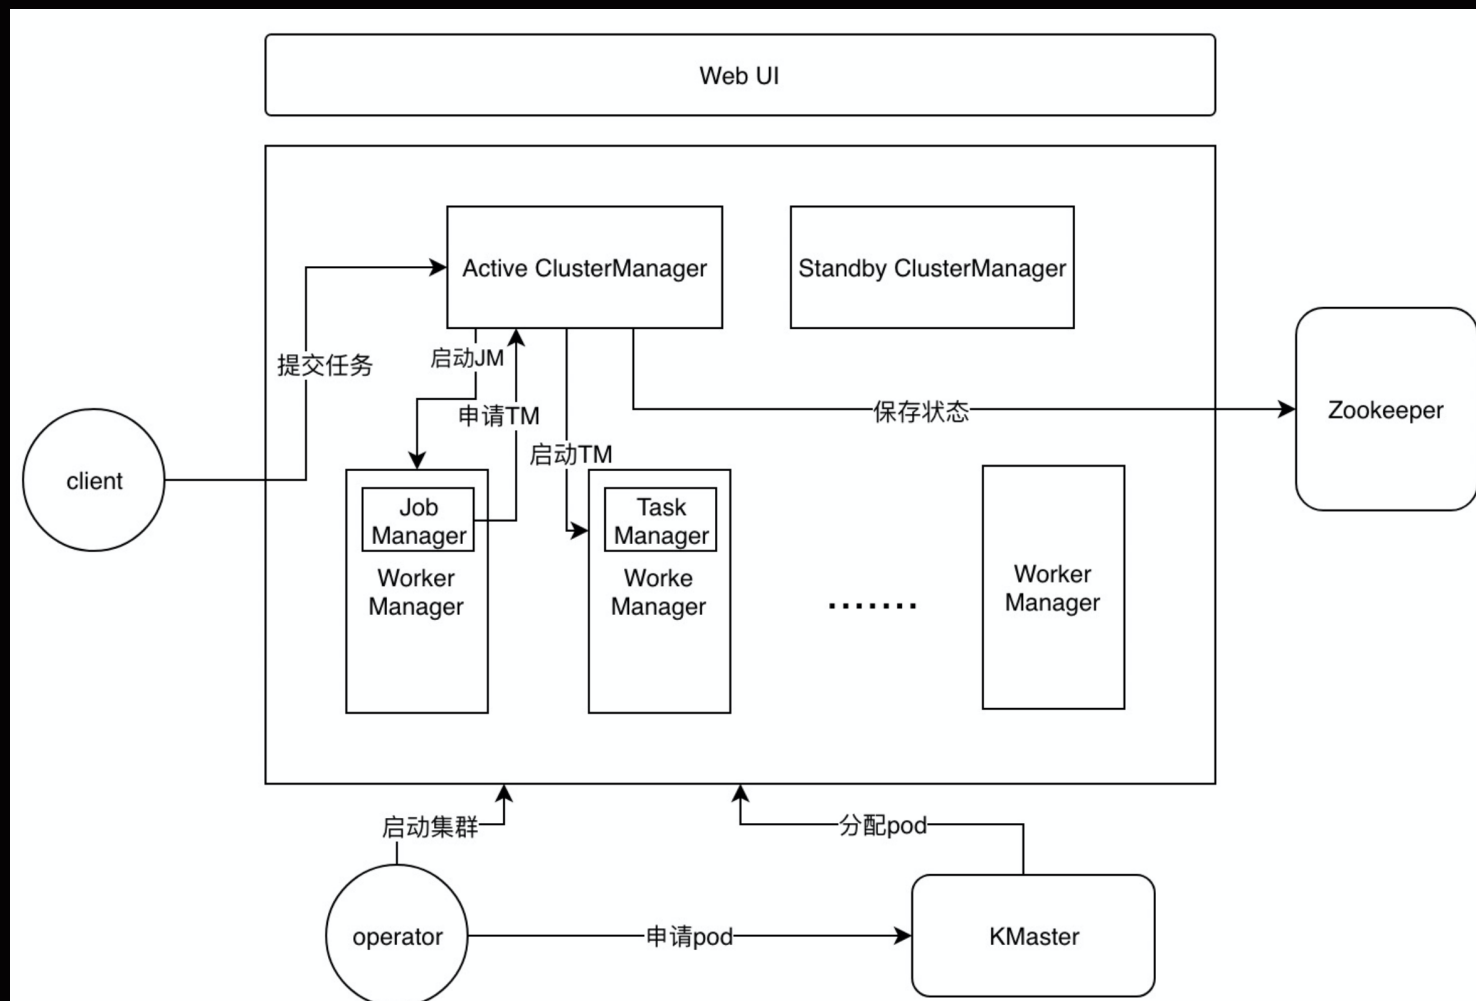 Web UI
Active ClusterManager
Standby ClusterManager
提交任务
启动JM
申请TM
启动TM
保存状态
Zookeeper
client
Job
Manager
Worker
Manager
Task
Manager
Worke
Manager
.......
Worker
Manager
启动集群
分配pod
operator
申请pod
KMaster